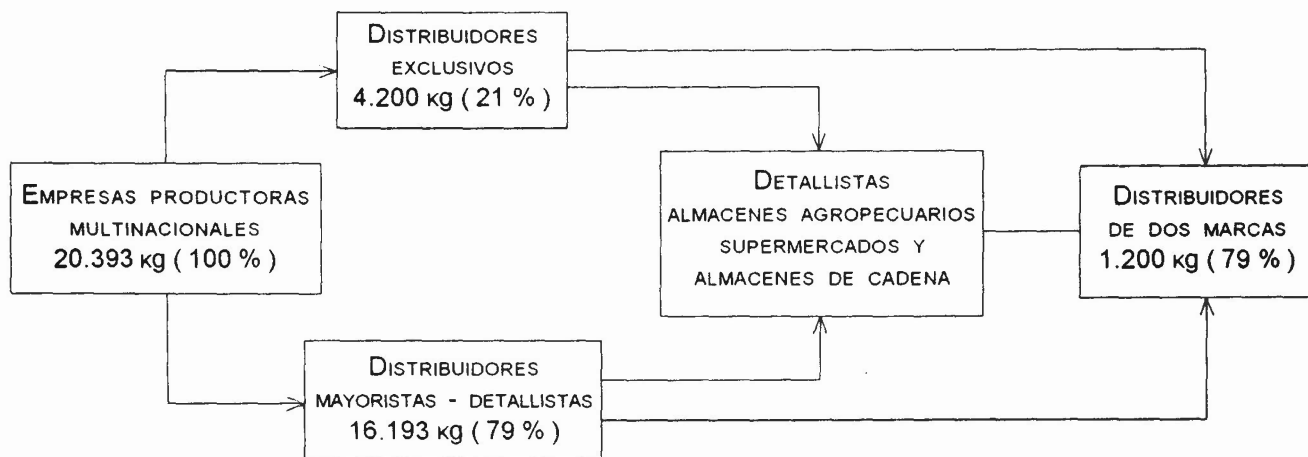 DISTRIBUIDORES
EXCLUSIVOS
4.200 KG ( 21 % )
EMPRESAS PRODUCTORAS
MULTINACIONALES
20.393 KG ( 100 % )
DETALLISTAS
ALMACENES AGROPECUARIOS
SUPERMERCADOS Y
ALMACENES DE CADENA
DISTRIBUIDORES
DE DOS MARCAS
1.200 KG ( 79 % )
DISTRIBUIDORES
MAYORISTAS - DETALLISTAS
16.193 KG ( 79 % )